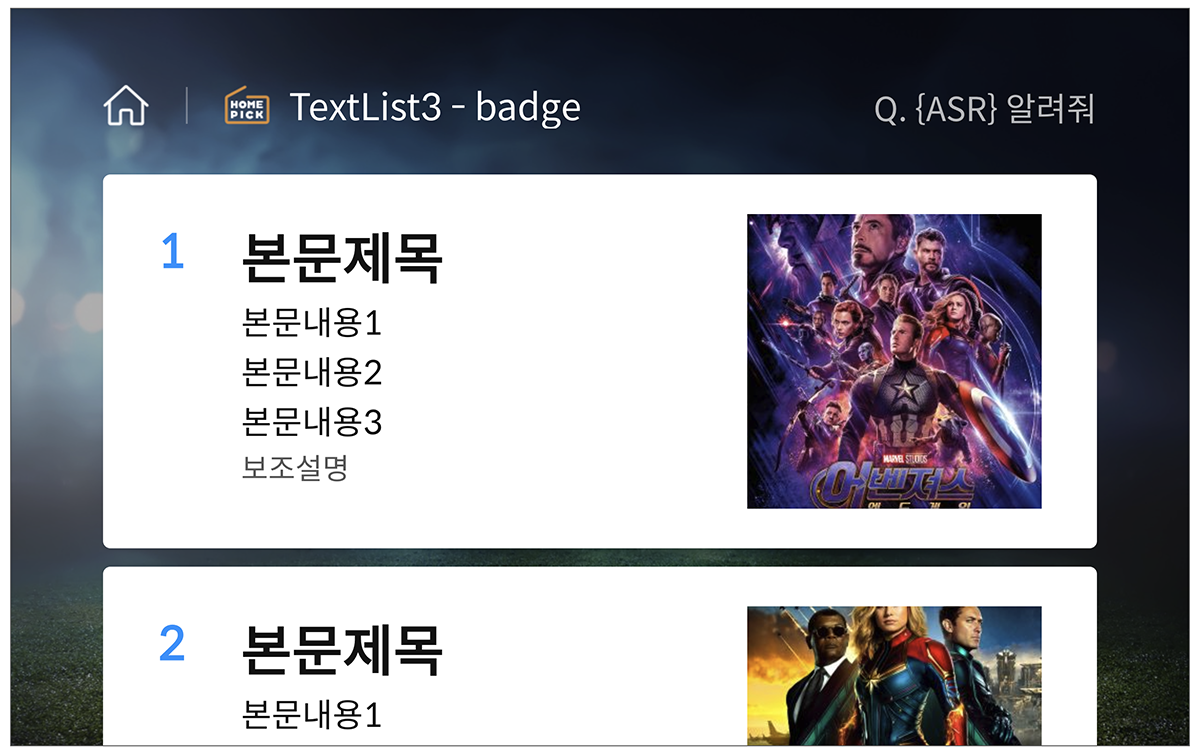 HOME
PICK
TextList3 - badge
Q. {ASR} 알려줘
1
본문제목
본문내용1
본문내용2
본문내용3
보조설명
MARVEL STUDIOS
어벤져스
엔드게임
2
본문제목
본문내용1